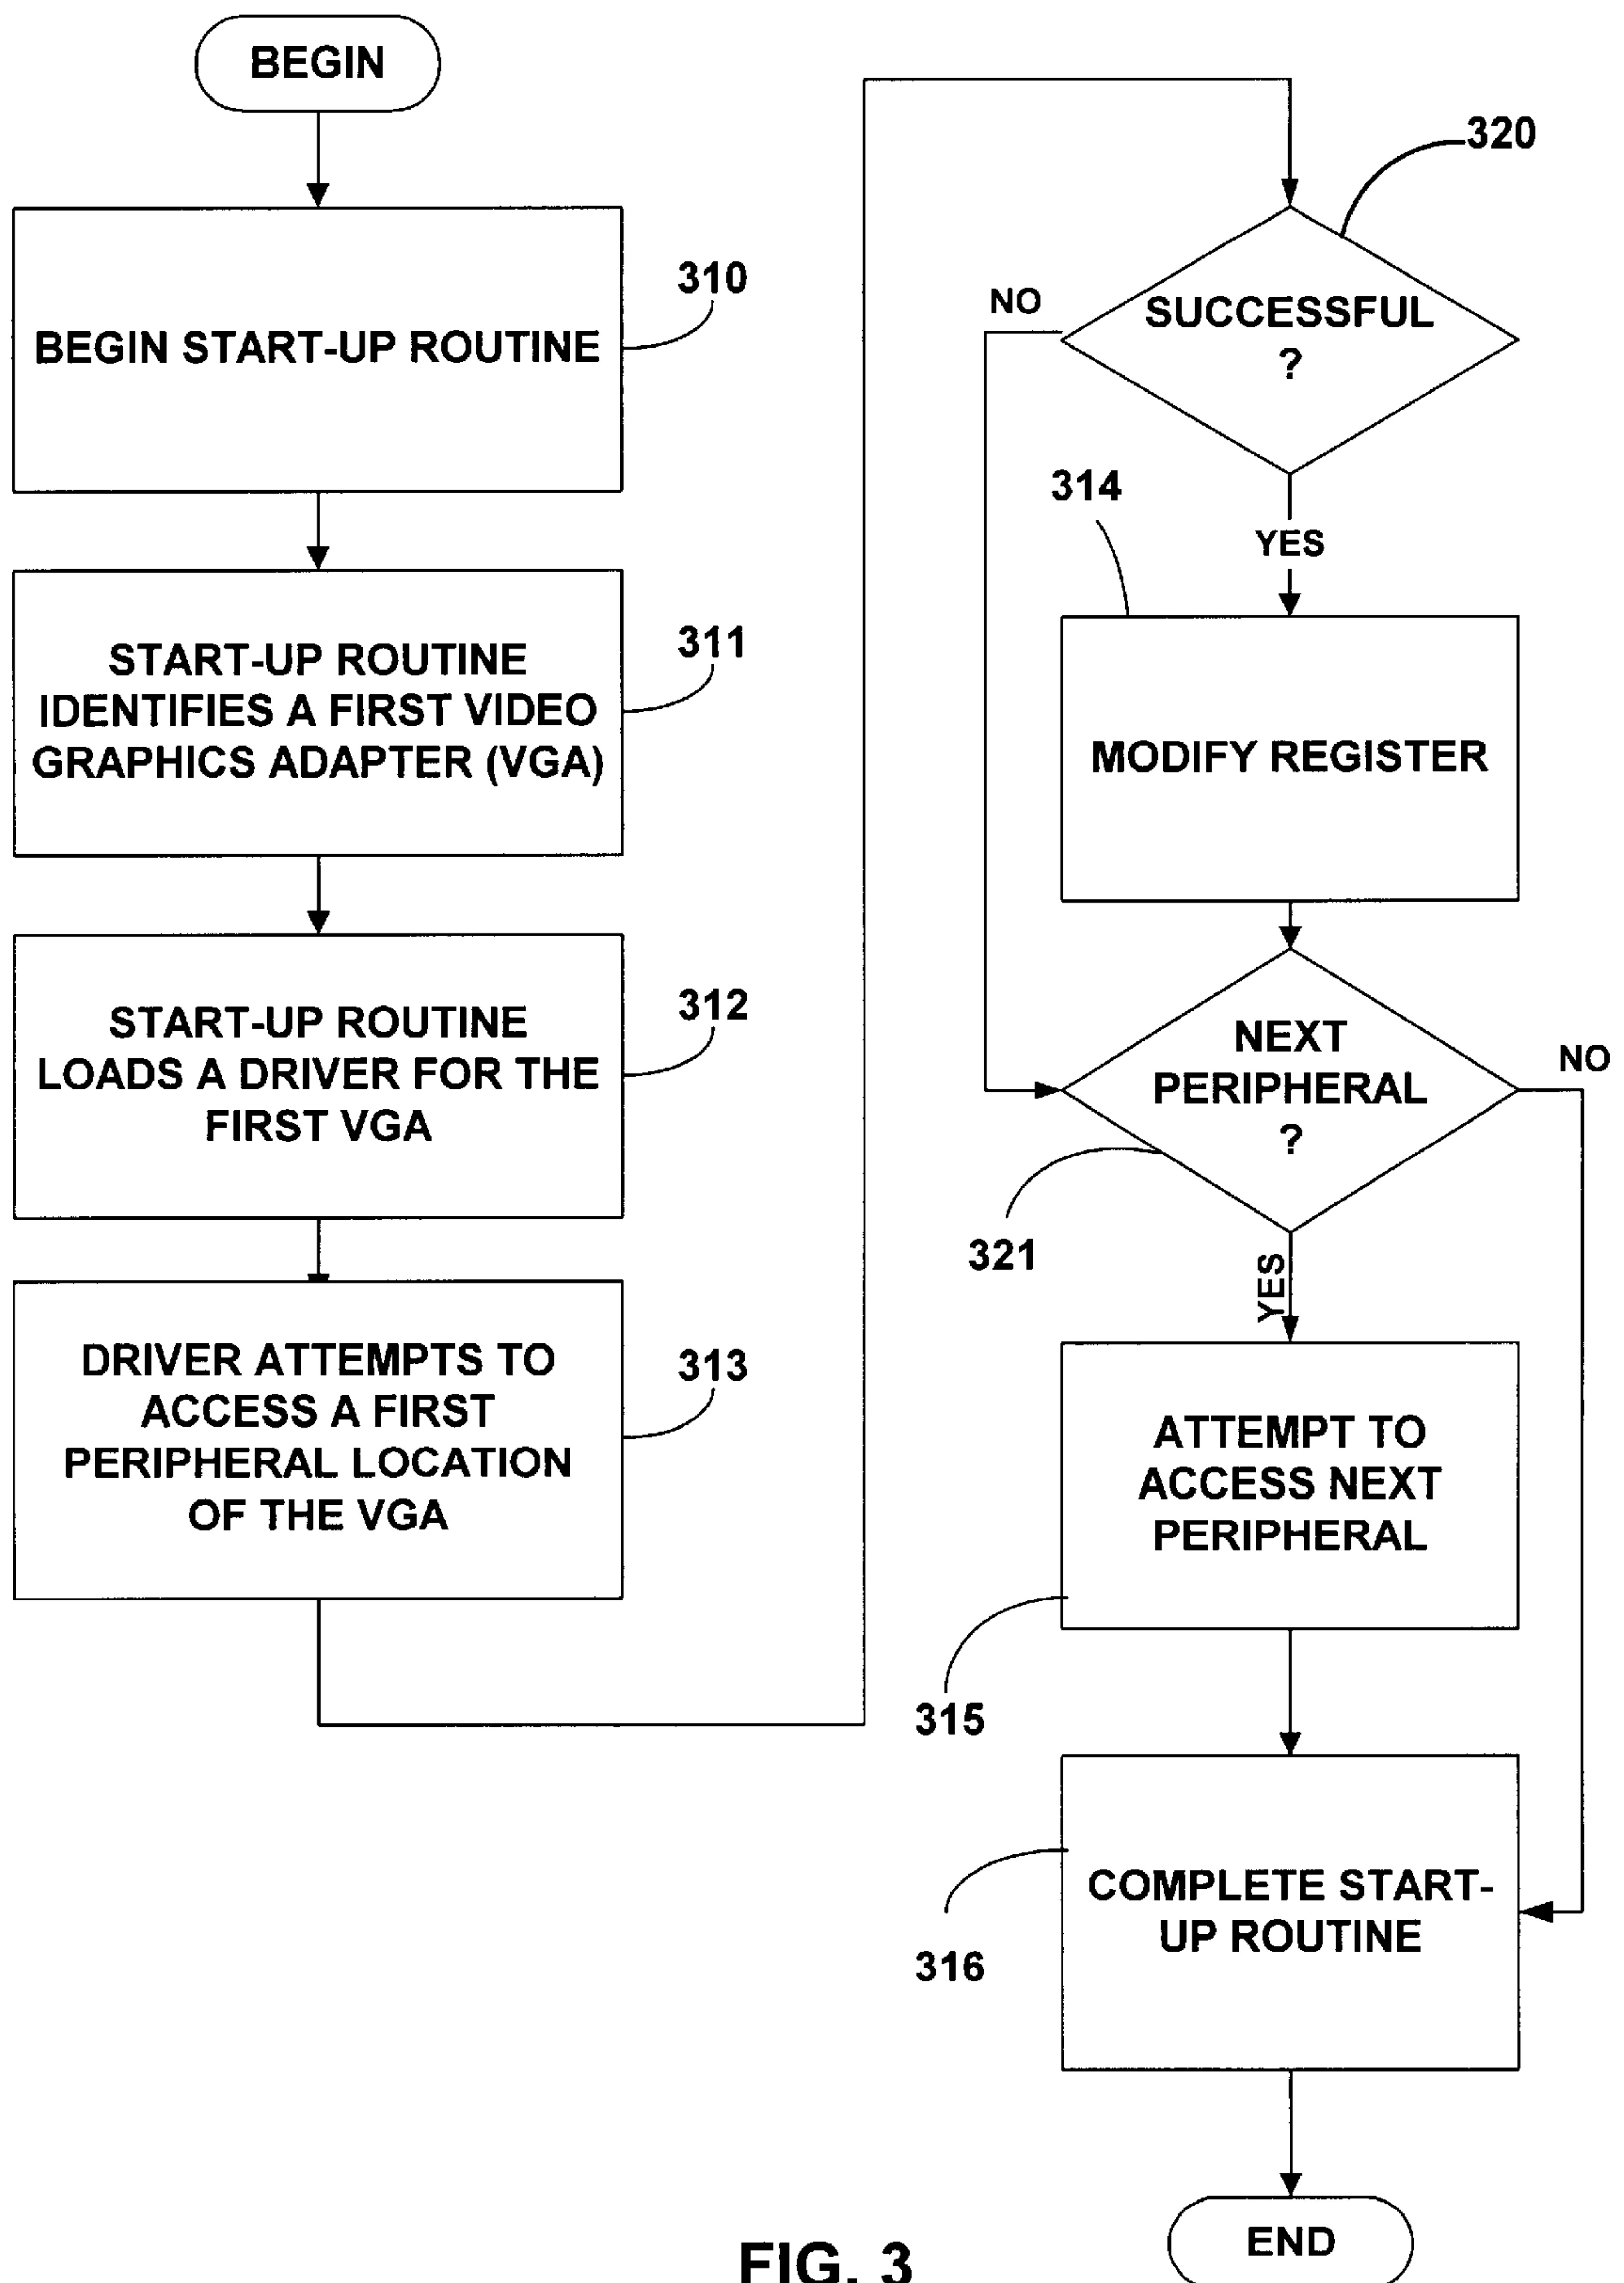 BEGIN
BEGIN START-UP ROUTINE
310
START-UP ROUTINE
IDENTIFIES A FIRST VIDEO
GRAPHICS ADAPTER (VGA)
311
START-UP ROUTINE
LOADS A DRIVER FOR THE
FIRST VGA
312
DRIVER ATTEMPTS TO
ACCESS A FIRST
PERIPHERAL LOCATION
OF THE VGA
313
320
SUCCESSFUL
?
NO
YES
314
MODIFY REGISTER
NEXT
PERIPHERAL
?
NO
321
YES
ATTEMPT TO
ACCESS NEXT
PERIPHERAL
315
COMPLETE START-
UP ROUTINE
316
END
FIG. 3